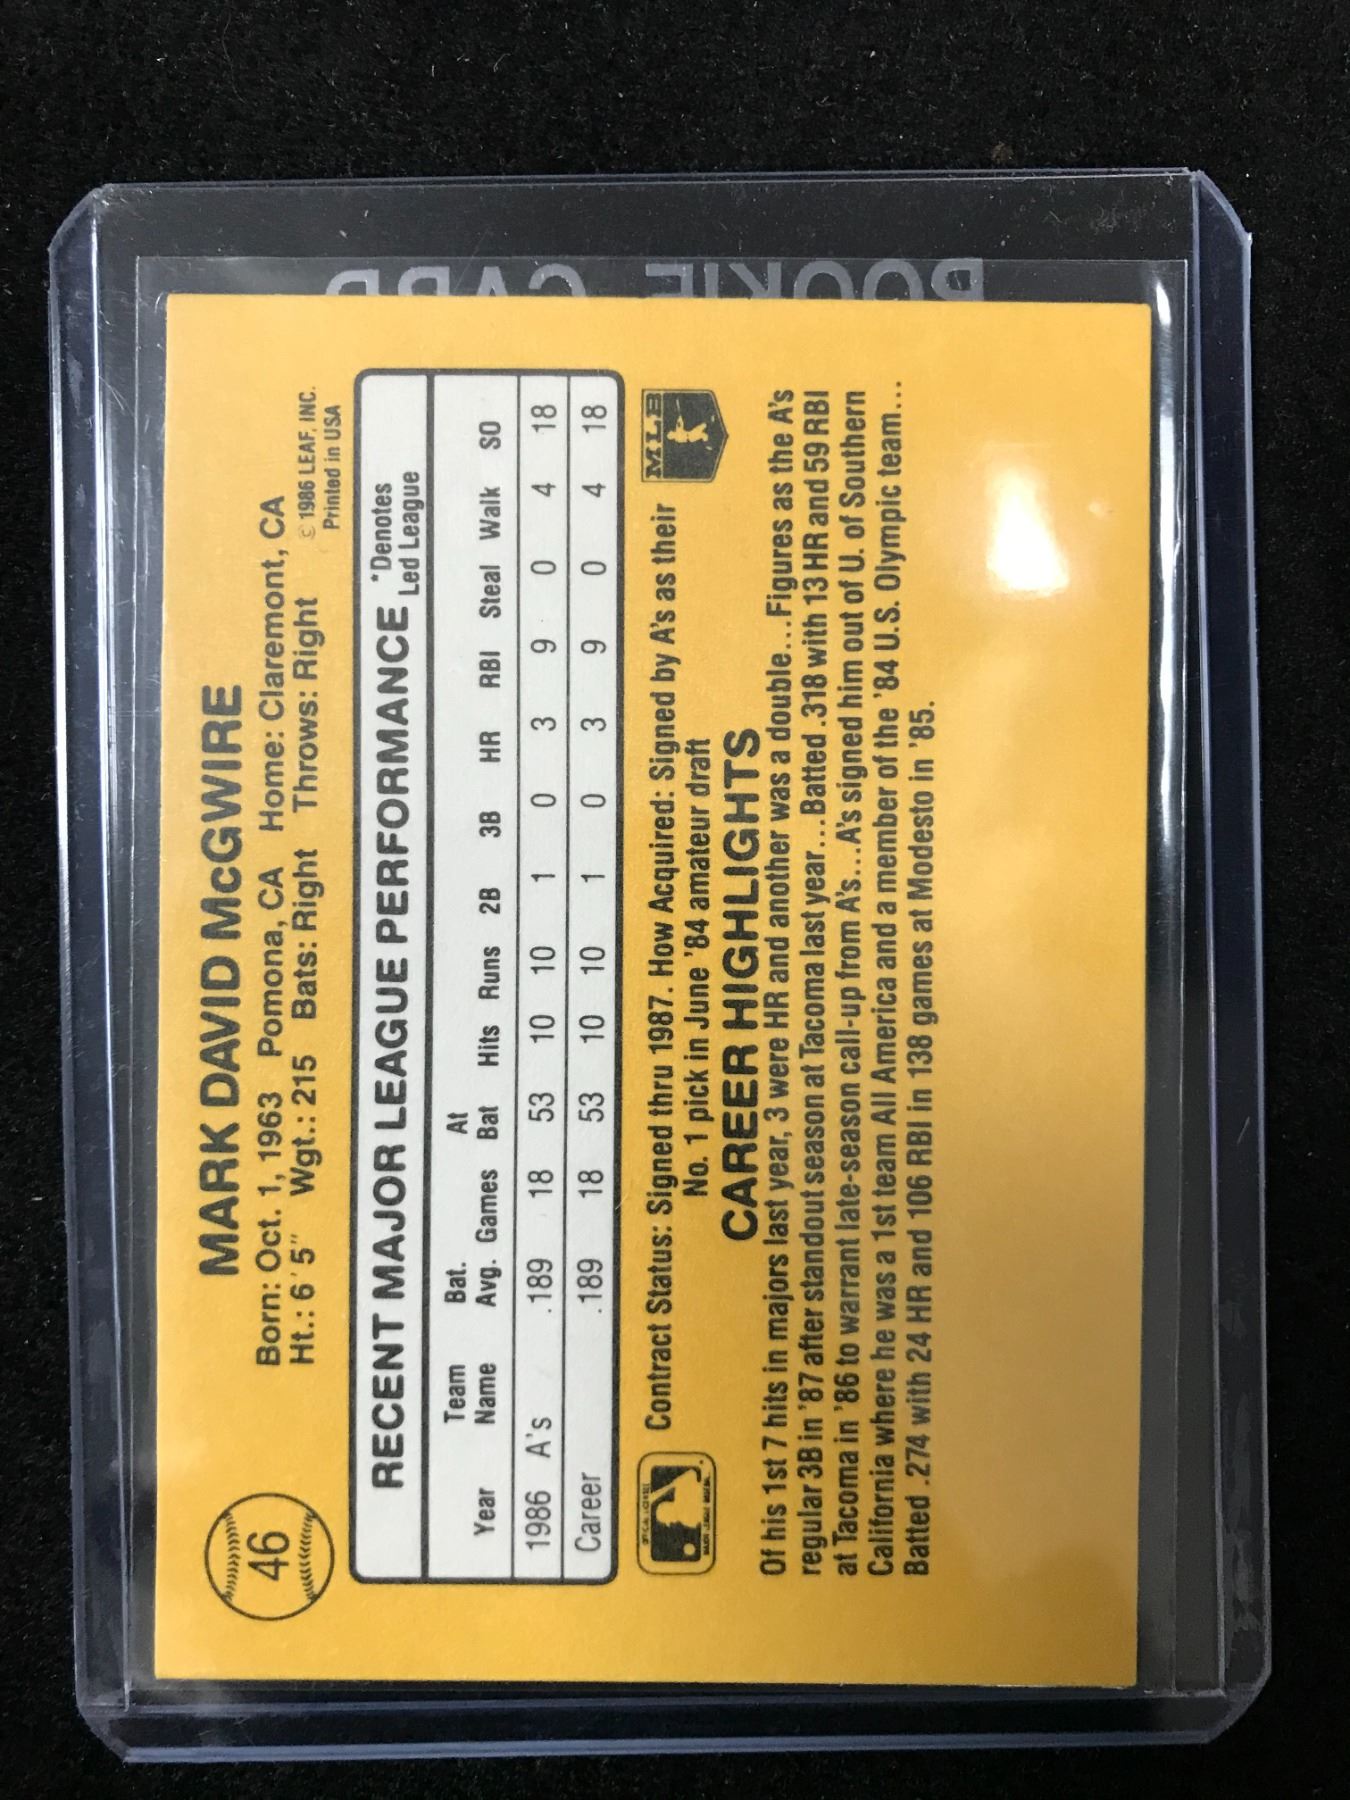 ROOKIE CARD
46
MARK DAVID McGWIRE
Born: Oct. 1, 1963 Pomona, CA Home: Claremont, CA
Ht.: 6'5" Wgt.: 215 Bats: Right Throws: Right
© 1986 LEAF, INC.
Printed in USA
RECENT MAJOR LEAGUE PERFORMANCE *Denotes
Led League
Year Team Name Bat. Avg. Games At Bat Hits Runs 2B 3B HR RBI Steal Walk SO
1986 A's .189 18 53 10 10 1 0 3 9 0 4 18
Career .189 18 53 10 10 1 0 3 9 0 4 18
Contract Status: Signed thru 1987. How Acquired: Signed by A's as their
No. 1 pick in June '84 amateur draft
MLB
CAREER HIGHLIGHTS
Of his 1st 7 hits in majors last year, 3 were HR and another was a double...Figures as the A's
regular 3B in '87 after standout season at Tacoma last year...Batted .318 with 13 HR and 59 RBI
at Tacoma in '86 to warrant late-season call-up from A's...A's signed him out of U. of Southern
California where he was a 1st team All America and a member of the '84 U.S. Olympic team...
Batted .274 with 24 HR and 106 RBI in 138 games at Modesto in '85.